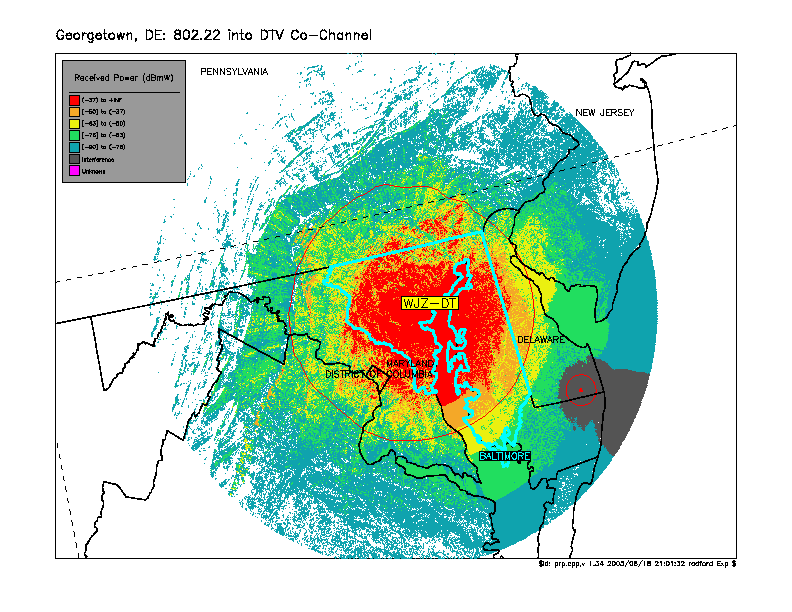 Georgetown, DE: 802.22 into DTV Co-Channel
Received Power (dBmW)
(-37) to +INF
(-50) to (-37)
(-63) to (-50)
(-76) to (-63)
(-90) to (-76)
Interference
Unknown
PENNSYLVANIA
NEW JERSEY
WJZ-DT
DELAWARE
MARYLAND
DISTRICT OF COLUMBIA
BALTIMORE
$Id: prp.cpp,v 1.34 2005/08/18 21:01:32 radford Exp $